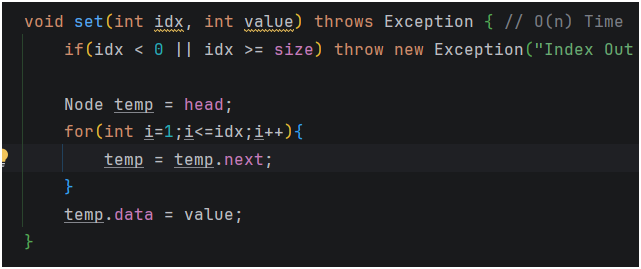 void set(int idx, int value) throws Exception { // O(n) Time
if(idx < 0 || idx >= size) throw new Exception("Index Out
Node temp = head;
for(int i=1;i<=idx;i++){
temp = temp.next;
}
temp.data = value;
}